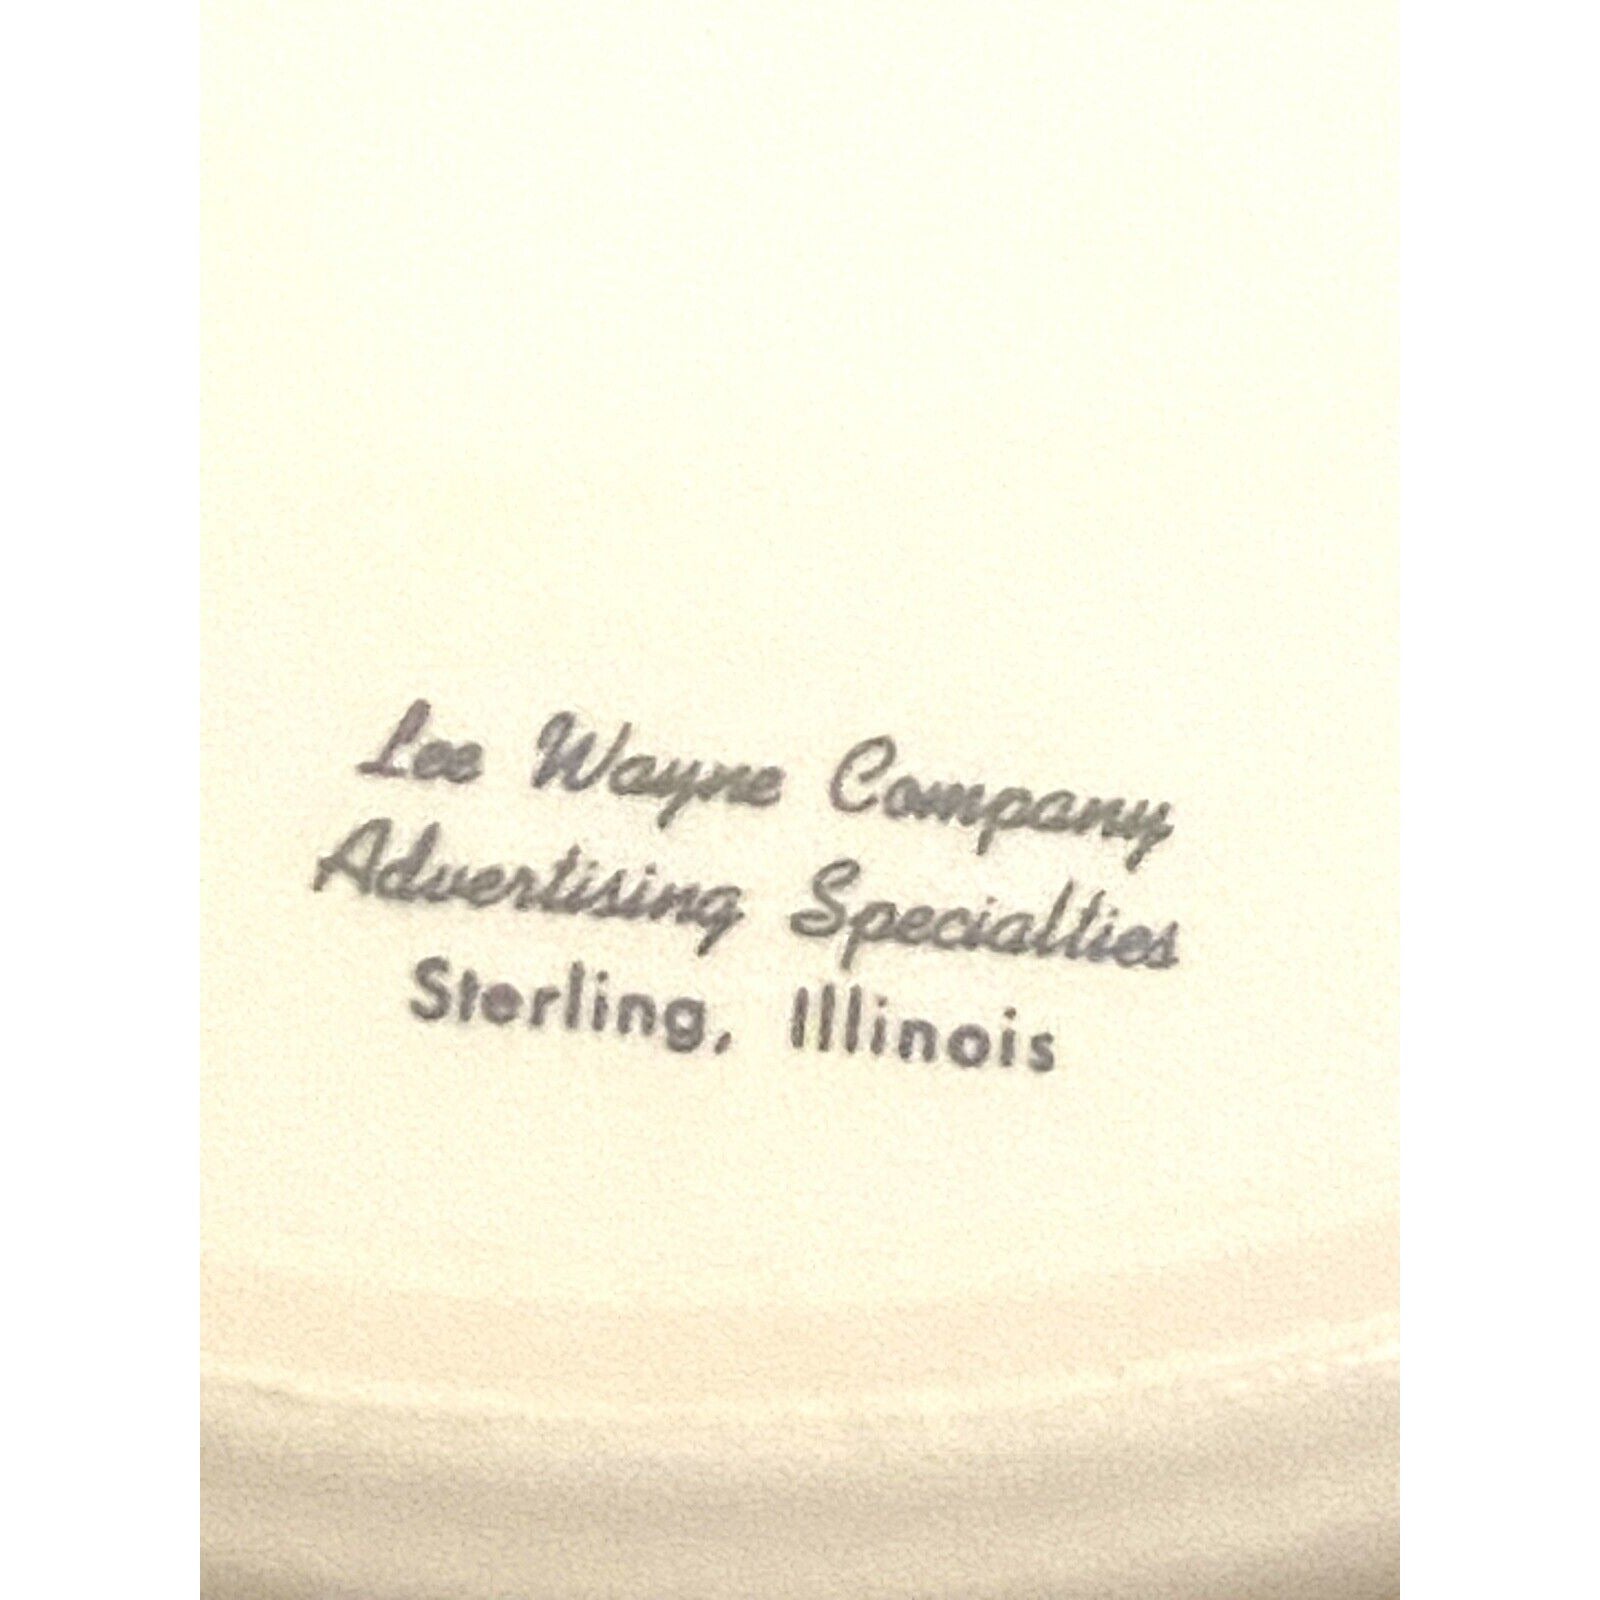 Lee Wayne Company
Advertising Specialties
Sterling, Illinois